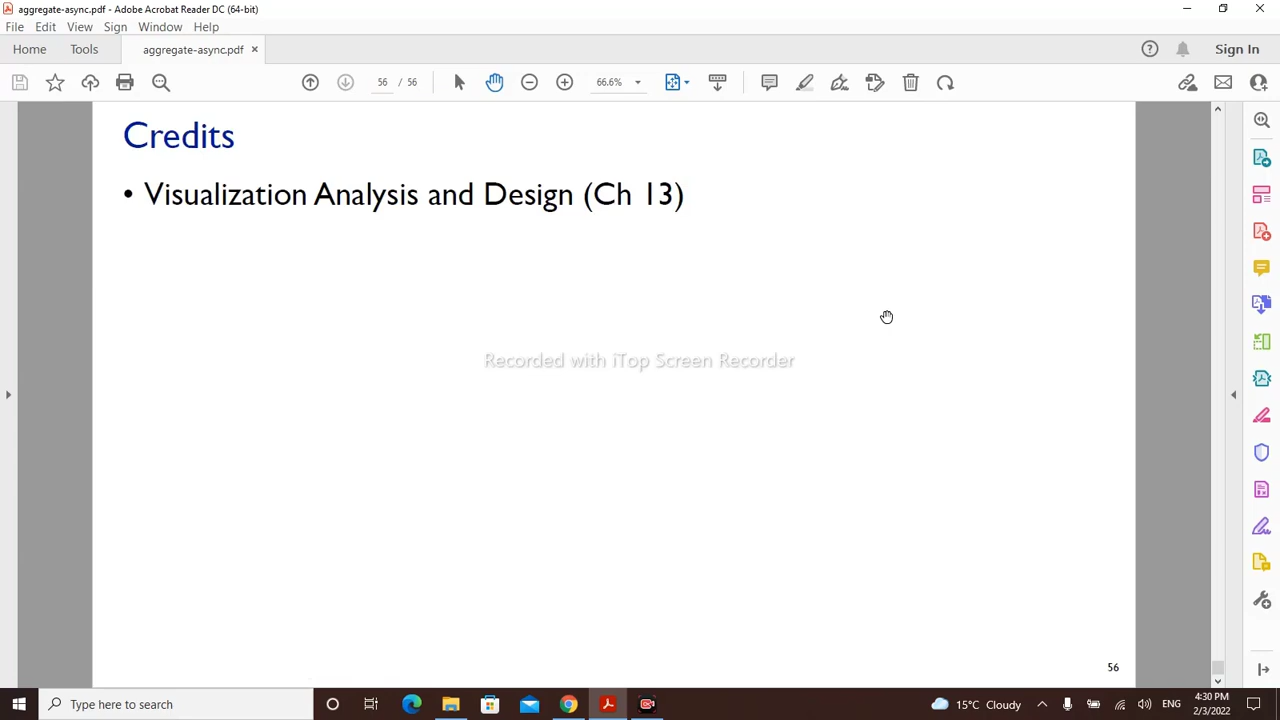 aggregate-async.pdf - Adobe Acrobat Reader DC (64-bit)
File Edit View Sign Window Help
Home Tools aggregate-async.pdf × Sign In
56 / 56 66.6%
Credits
• Visualization Analysis and Design (Ch 13)
Recorded with iTop Screen Recorder
56
Type here to search 15°C Cloudy ENG 4:30 PM
2/3/2022